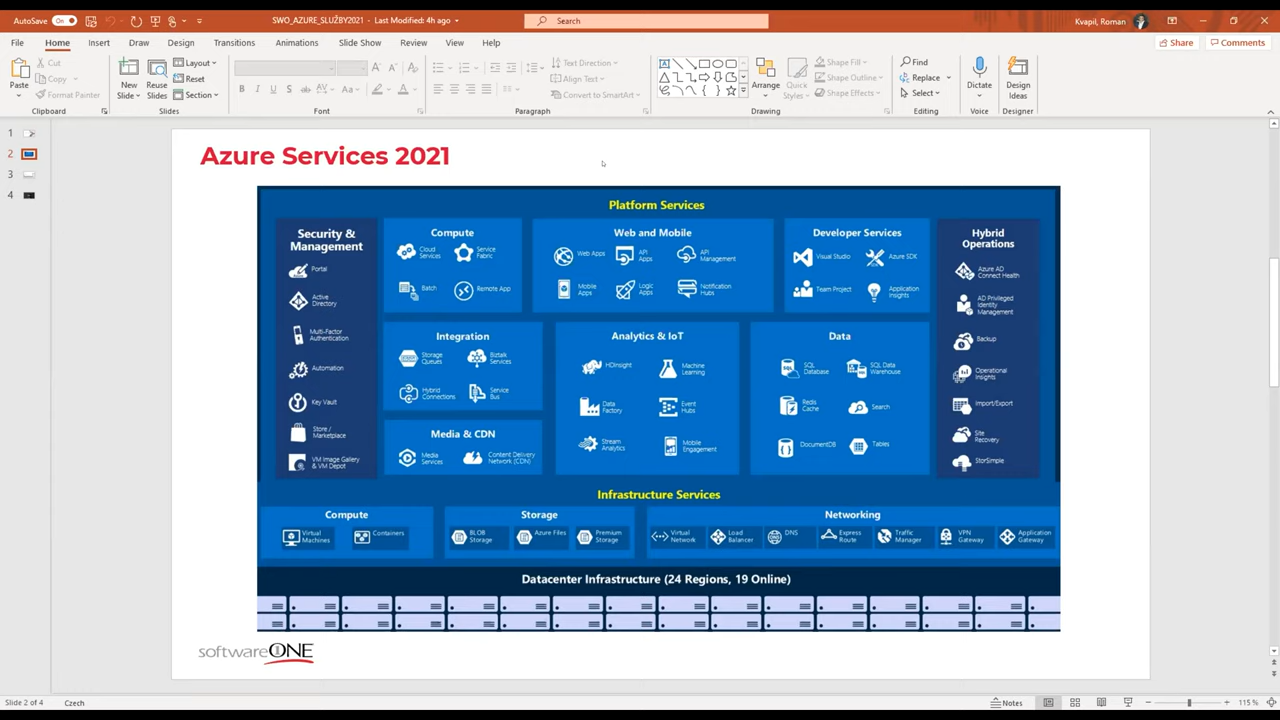 AutoSave On SWO_AZURE_SLUŽBY2021 - Last Modified: 4h ago Search Kvapil, Roman
File Home Insert Draw Design Transitions Animations Slide Show Review View Help Share Comments
Paste
Cut
Copy
Format Painter
Clipboard
New Slide
Reuse Slides
Layout
Reset
Section
Slides
Font
Text Direction
Align Text
Convert to SmartArt
Paragraph
Arrange
Quick Styles
Shape Fill
Shape Outline
Shape Effects
Drawing
Find
Replace
Select
Editing
Dictate
Voice
Design Ideas
Designer
1
2
3
4
Azure Services 2021
Platform Services
Security & Management
Portal
Active Directory
Multi-Factor Authentication
Automation
Key Vault
Store / Marketplace
VM Image Gallery & VM Depot
Compute
Cloud Services
Service Fabric
Batch
Remote App
Web and Mobile
Web Apps
API Apps
API Management
Mobile Apps
Logic Apps
Notification Hubs
Developer Services
Visual Studio
Azure SDK
Team Project
Application Insights
Hybrid Operations
Azure AD Connect Health
AD Privileged Identity Management
Backup
Operational Insights
Import/Export
Site Recovery
StorSimple
Integration
Storage Queues
Biztalk Services
Hybrid Connections
Service Bus
Analytics & IoT
HDInsight
Machine Learning
Data Factory
Event Hubs
Stream Analytics
Mobile Engagement
Data
SQL Database
SQL Data Warehouse
Redis Cache
Search
DocumentDB
Tables
Media & CDN
Media Services
Content Delivery Network (CDN)
Infrastructure Services
Compute
Virtual Machines
Containers
Storage
BLOB Storage
Azure Files
Premium Storage
Networking
Virtual Network
Load Balancer
DNS
Express Route
Traffic Manager
VPN Gateway
Application Gateway
Datacenter Infrastructure (24 Regions, 19 Online)
softwareONE
Slide 2 of 4 Czech Notes 115 %